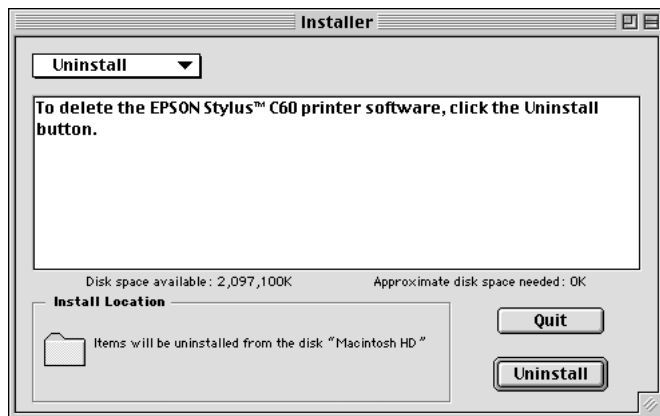 Installer
Uninstall
To delete the EPSON Stylus™ C60 printer software, click the Uninstall
button.
Disk space available: 2,097,100K Approximate disk space needed: 0K
Install Location
Items will be uninstalled from the disk “Macintosh HD”
Quit
Uninstall